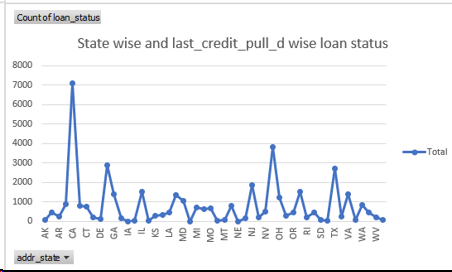 Count of loan_status
State wise and last_credit_pull_d wise loan status
8000
7000
6000
5000
4000
3000
2000
1000
0
AK AR CA CT DE GA IA IL KS LA MD MI MO MT NE NJ NV OH OR RI SD TX VA WA WV
Total
addr_state